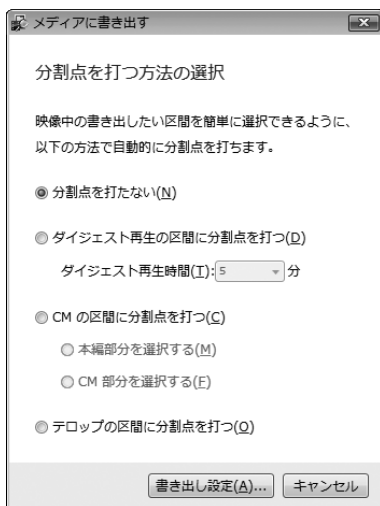 メディアに書き出す
分割点を打つ方法の選択
映像中の書き出したい区間を簡単に選択できるように、
以下の方法で自動的に分割点を打ちます。
分割点を打たない(N)
ダイジェスト再生の区間に分割点を打つ(D)
ダイジェスト再生時間(T): 5 分
CM の区間に分割点を打つ(C)
本編部分を選択する(M)
CM 部分を選択する(F)
テロップの区間に分割点を打つ(O)
書き出し設定(A)... キャンセル